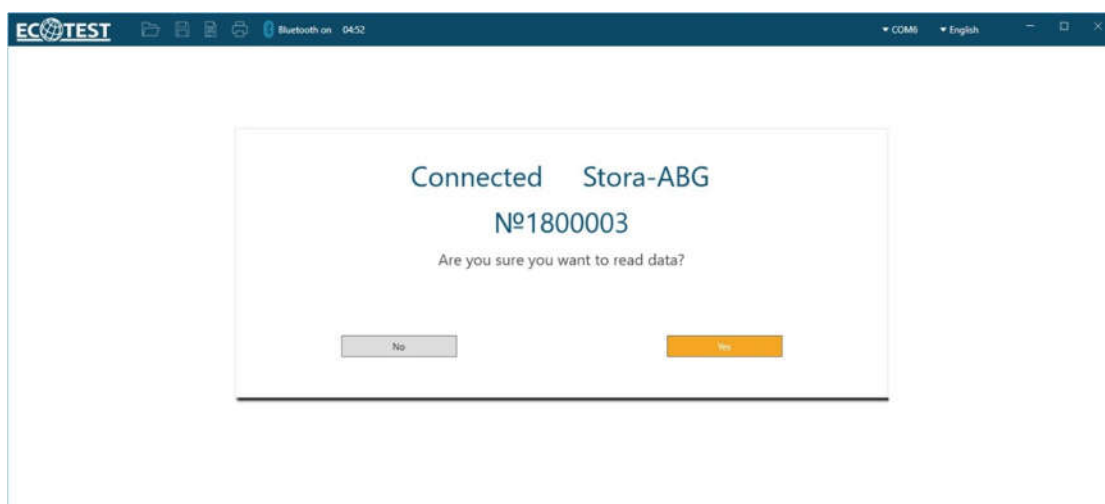 ECOTEST Bluetooth on 04:52 COM6 English
Connected Stora-ABG
№1800003
Are you sure you want to read data?
No Yes